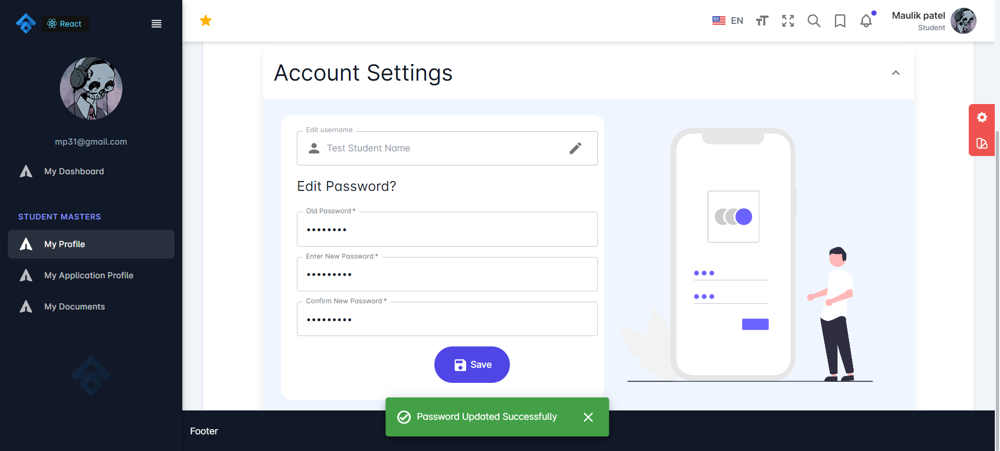 React
EN
Maulik patel
Student
mp31@gmail.com
My Dashboard
STUDENT MASTERS
My Profile
My Application Profile
My Documents
Account Settings
Edit username
Test Student Name
Edit Password?
Old Password *
••••••••
Enter New Password *
•••••••••
Confirm New Password *
•••••••••
Save
Password Updated Successfully
Footer